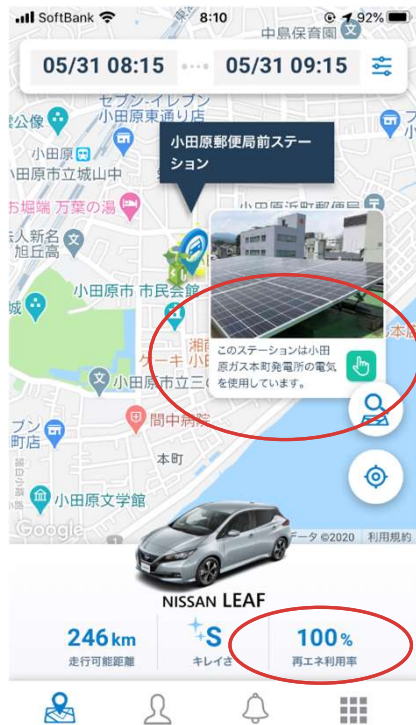 SoftBank
8:10
92%
中島保育園
05/31 08:15
05/31 09:15
セブン-イレブン
小田原東通り店
小田原郵便局前ステー
ション
小田原
小田原市立城山中
お堀端 万葉の湯
旭丘高
小田原市 市民会館
このステーションは小田
原ガス本町発電所の電気
を使用しています。
小田原市立三
間中病院
本町
小田原文学館
Google
データ ©2020
利用規約
NISSAN LEAF
246 km
走行可能距離
S
キレイさ
100%
再エネ利用率